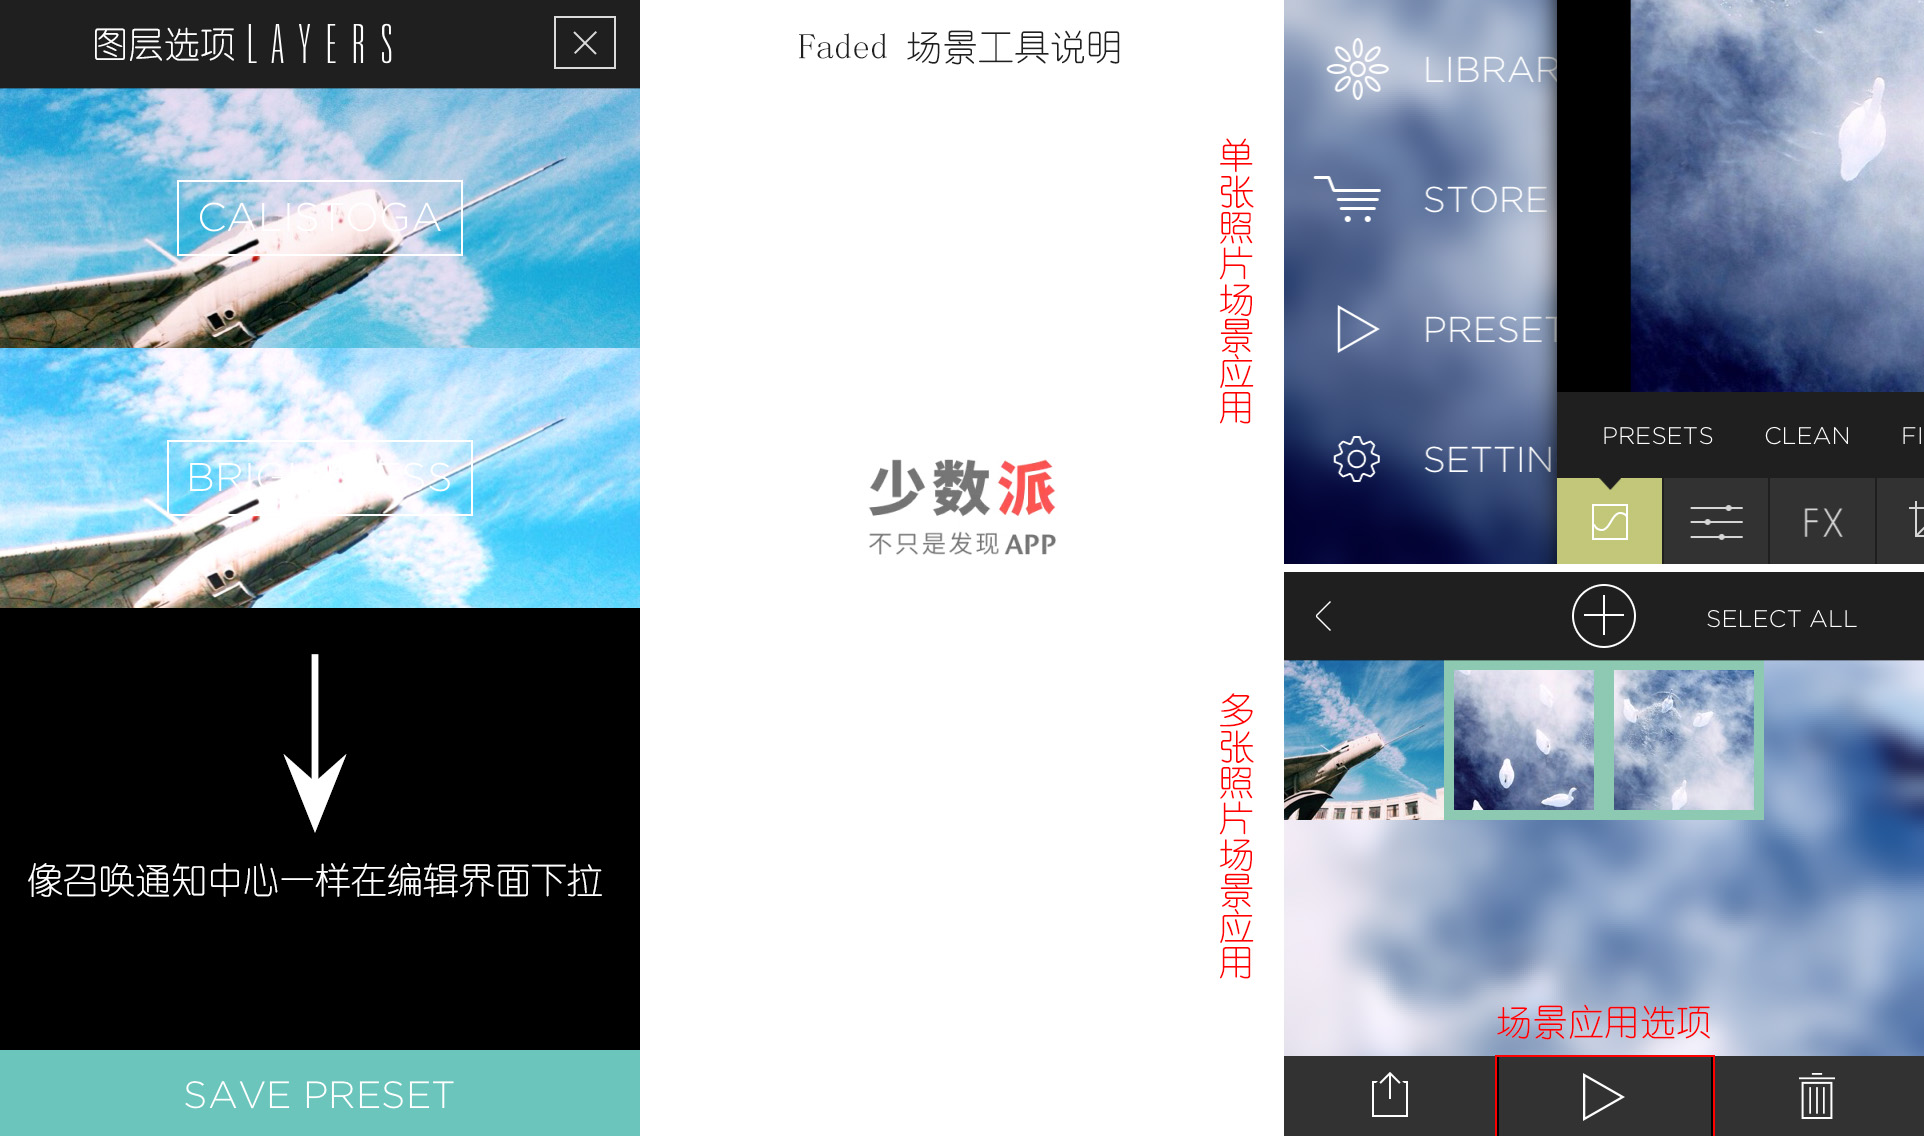 图层选项 LAYERS
CALISTOGA
BRIGHTNESS
像召唤通知中心一样在编辑界面下拉
SAVE PRESET
Faded 场景工具说明
单张照片场景应用
少数派
不只是发现 APP
多张照片场景应用
LIBRAR
STORE
PRESET
SETTIN
PRESETS CLEAN FI
FX
SELECT ALL
场景应用选项